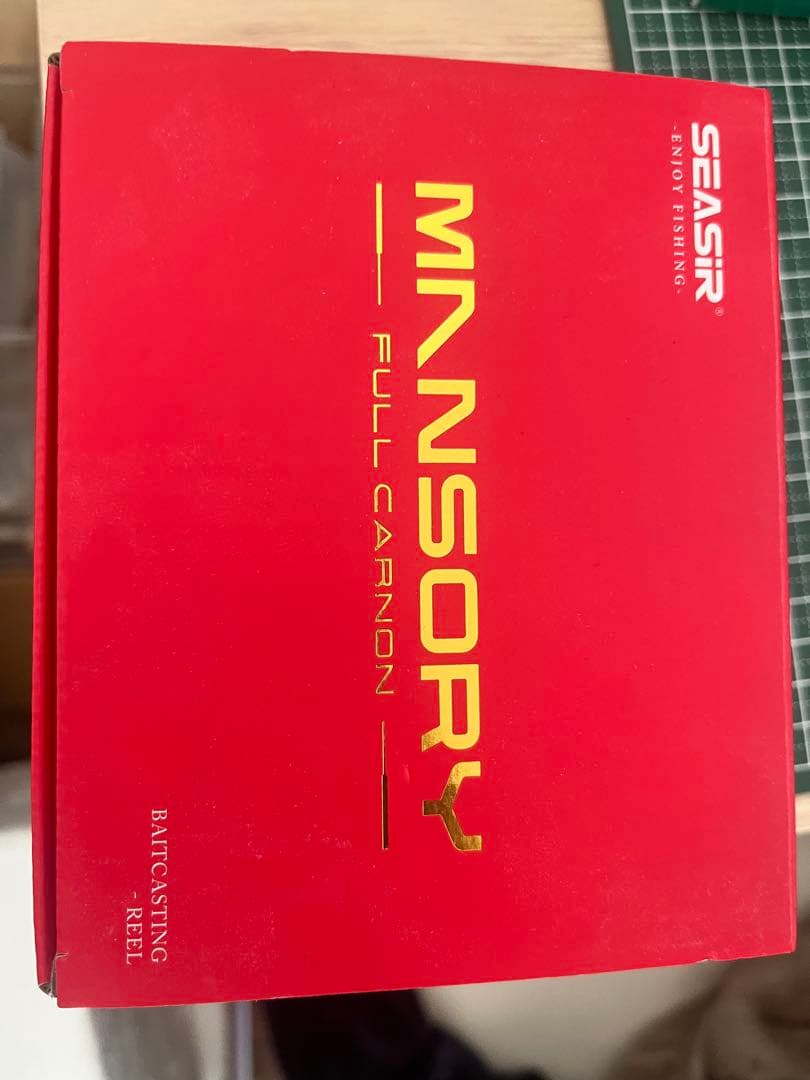 SEASiR®
-ENJOY FISHING-
MANSORY
FULL CARNON
BAITCASTING
- REEL